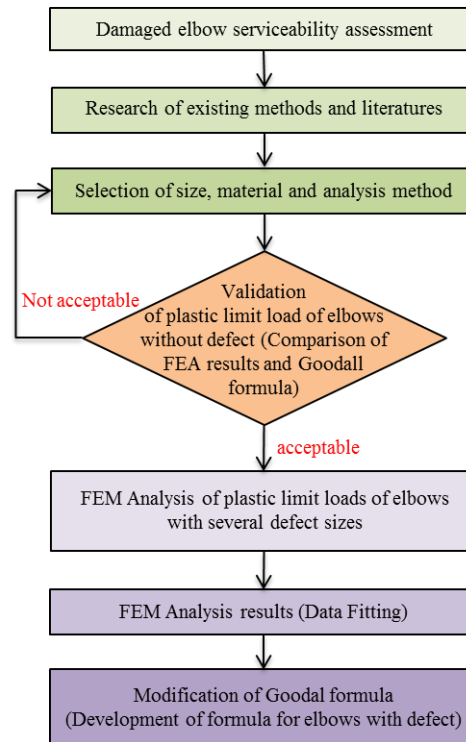 Damaged elbow serviceability assessment
Research of existing methods and literatures
Selection of size, material and analysis method
Not acceptable
Validation
of plastic limit load of elbows
without defect (Comparison of
FEA results and Goodall
formula)
acceptable
FEM Analysis of plastic limit loads of elbows
with several defect sizes
FEM Analysis results (Data Fitting)
Modification of Goodal formula
(Development of formula for elbows with defect)